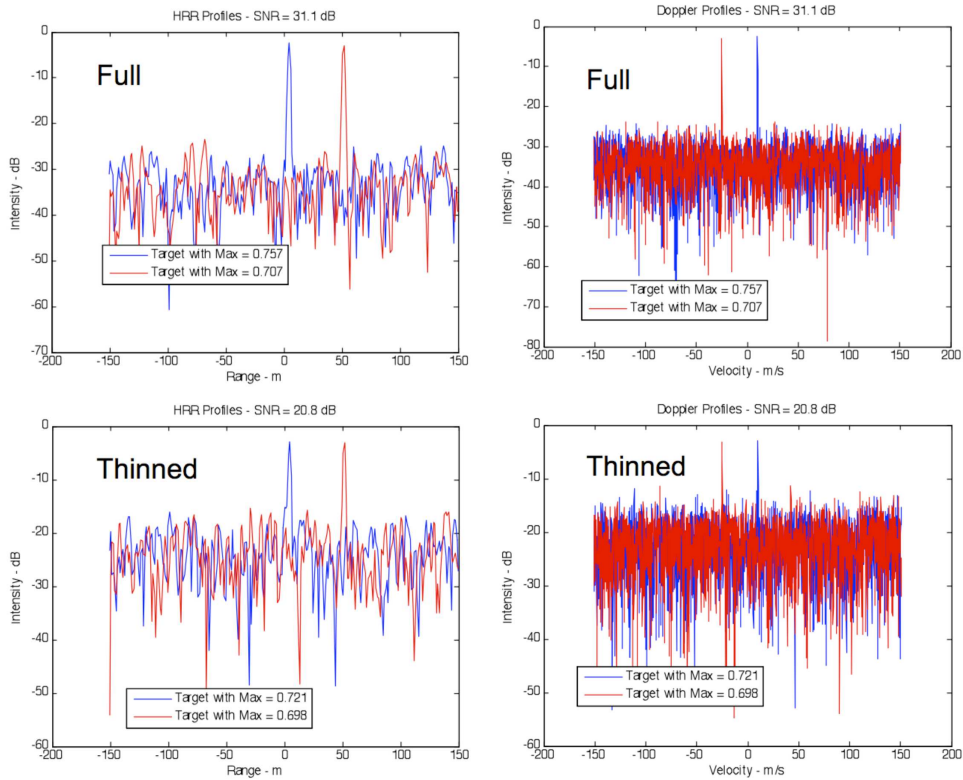 HRR Profiles - SNR = 31.1 dB
0
-10
-20
-30
-40
-50
-60
-70
Intensity - dB
Full
Target with Max = 0.757
Target with Max = 0.707
-200
-150
-100
-50
0
50
100
150
Range - m
Doppler Profiles - SNR = 31.1 dB
0
-10
-20
-30
-40
-50
-60
-70
-80
Intensity - dB
Full
Target with Max = 0.757
Target with Max = 0.707
-200
-150
-100
-50
0
50
100
150
200
Velocity - m/s
HRR Profiles - SNR = 20.8 dB
0
-10
-20
-30
-40
-50
-60
Intensity - dB
Thinned
Target with Max = 0.721
Target with Max = 0.698
-200
-150
-100
-50
0
50
100
150
Range - m
Doppler Profiles - SNR = 20.8 dB
0
-10
-20
-30
-40
-50
-60
Intensity - dB
Thinned
Target with Max = 0.721
Target with Max = 0.698
-200
-150
-100
-50
0
50
100
150
200
Velocity - m/s